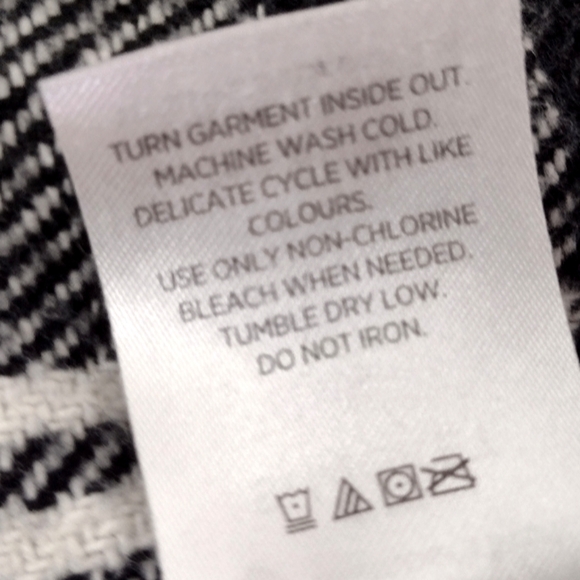 TURN GARMENT INSIDE OUT.
MACHINE WASH COLD.
DELICATE CYCLE WITH LIKE
COLOURS.
USE ONLY NON-CHLORINE
BLEACH WHEN NEEDED.
TUMBLE DRY LOW.
DO NOT IRON.